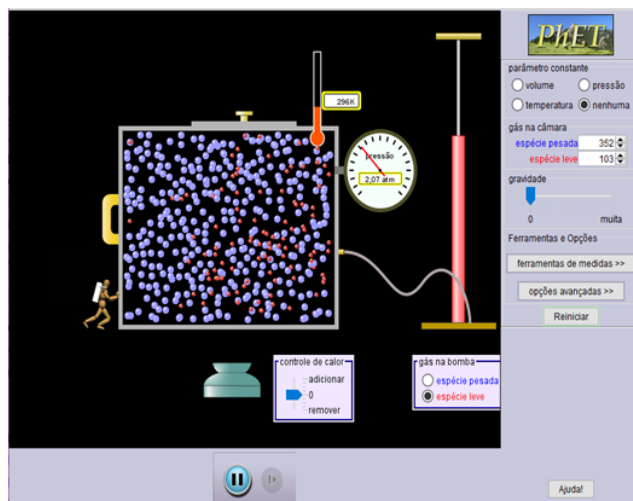 PhET
parâmetro constante
volume
pressão
temperatura
nenhuma
gás na câmara
espécie pesada 352
espécie leve 103
gravidade
0 muita
Ferramentas e Opções
ferramentas de medidas >>
opções avançadas >>
Reiniciar
Ajuda!
296K
pressão
2,07 atm
controle de calor
adicionar
0
remover
gás na bomba
espécie pesada
espécie leve